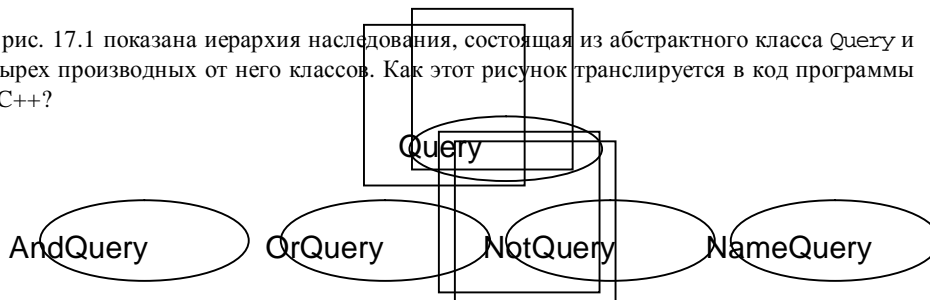 рис. 17.1 показана иерархия наследования, состоящая из абстрактного класса Query и
ырех производных от него классов. Как этот рисунок транслируется в код программы
C++?
Query
AndQuery OrQuery NotQuery NameQuery